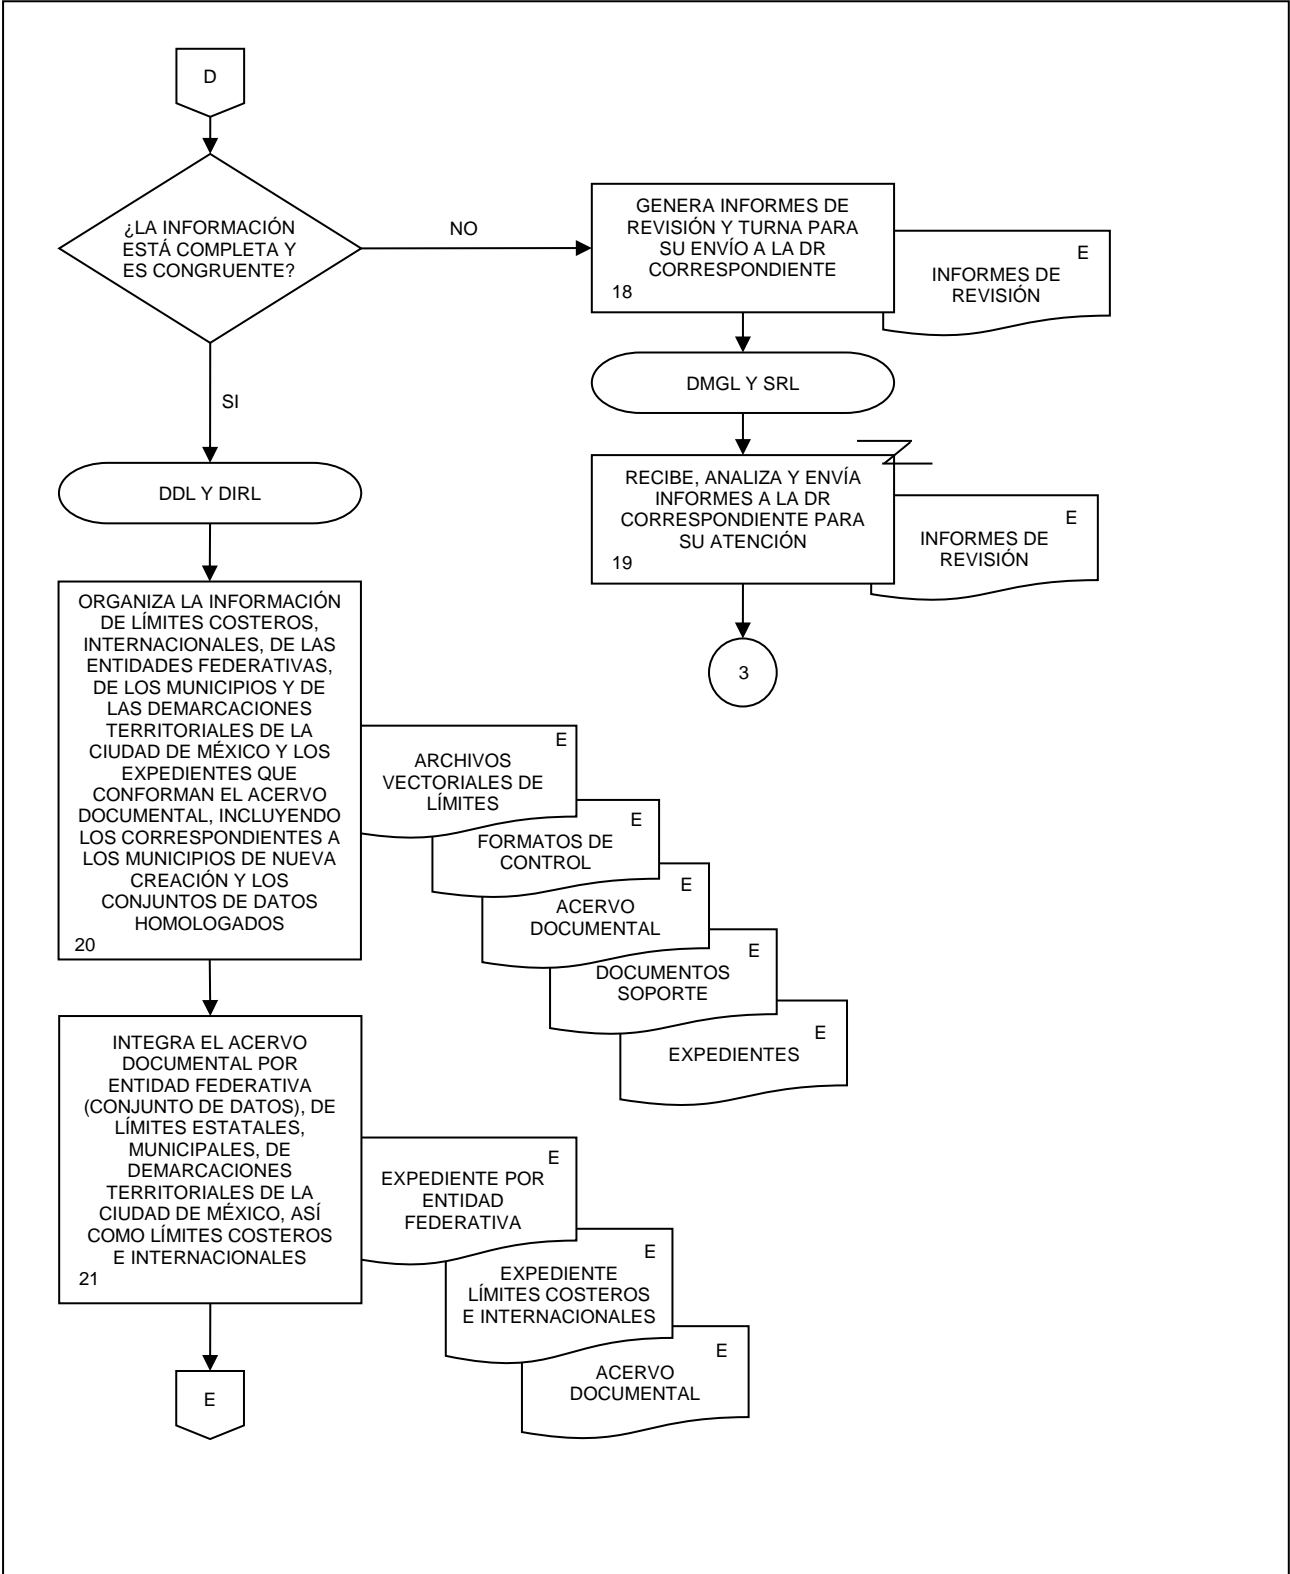 D
¿LA INFORMACIÓN
ESTÁ COMPLETA Y
ES CONGRUENTE?
NO
GENERA INFORMES DE
REVISIÓN Y TURNA PARA
SU ENVÍO A LA DR
CORRESPONDIENTE
18
E
INFORMES DE
REVISIÓN
DMGL Y SRL
RECIBE, ANALIZA Y ENVÍA
INFORMES A LA DR
CORRESPONDIENTE PARA
SU ATENCIÓN
19
E
INFORMES DE
REVISIÓN
3
SI
DDL Y DIRL
ORGANIZA LA INFORMACIÓN
DE LÍMITES COSTEROS,
INTERNACIONALES, DE LAS
ENTIDADES FEDERATIVAS,
DE LOS MUNICIPIOS Y DE
LAS DEMARCACIONES
TERRITORIALES DE LA
CIUDAD DE MÉXICO Y LOS
EXPEDIENTES QUE
CONFORMAN EL ACERVO
DOCUMENTAL, INCLUYENDO
LOS CORRESPONDIENTES A
LOS MUNICIPIOS DE NUEVA
CREACIÓN Y LOS
CONJUNTOS DE DATOS
HOMOLOGADOS
20
E
ARCHIVOS
VECTORIALES DE
LÍMITES
E
FORMATOS DE
CONTROL
E
ACERVO
DOCUMENTAL
E
DOCUMENTOS
SOPORTE
E
EXPEDIENTES
INTEGRA EL ACERVO
DOCUMENTAL POR
ENTIDAD FEDERATIVA
(CONJUNTO DE DATOS), DE
LÍMITES ESTATALES,
MUNICIPALES, DE
DEMARCACIONES
TERRITORIALES DE LA
CIUDAD DE MÉXICO, ASÍ
COMO LÍMITES COSTEROS
E INTERNACIONALES
21
E
EXPEDIENTE POR
ENTIDAD
FEDERATIVA
E
EXPEDIENTE
LÍMITES COSTEROS
E INTERNACIONALES
E
ACERVO
DOCUMENTAL
E